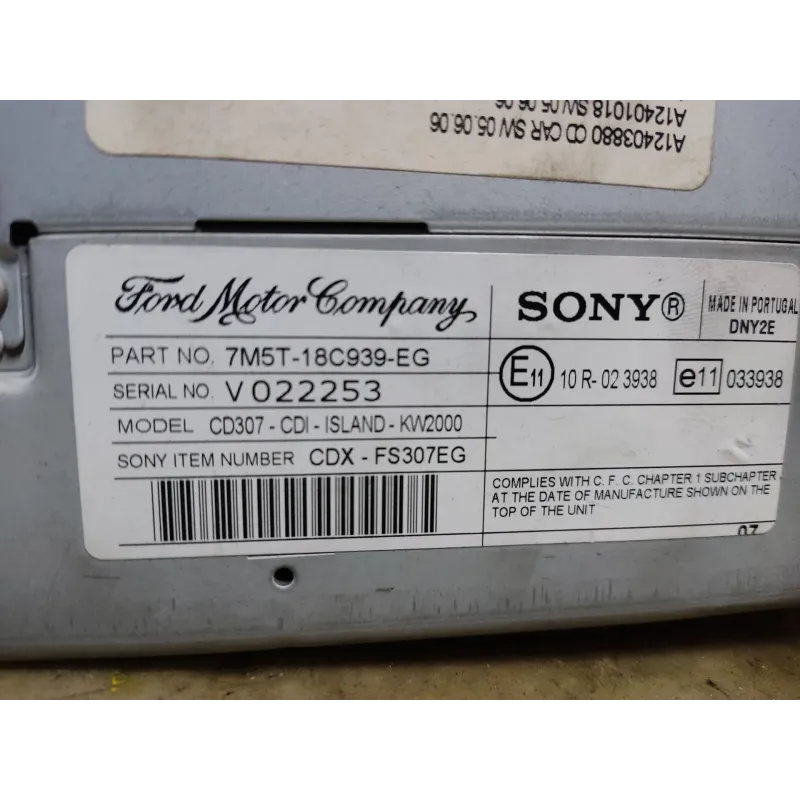 A12401018 SW 05.06.06
A12403880 CD CAR SW 05.06.06
Ford Motor Company
SONY®
MADE IN PORTUGAL
DNY2E
PART NO. 7M5T-18C939-EG
SERIAL NO. V022253
MODEL CD307 - CDI - ISLAND - KW2000
SONY ITEM NUMBER CDX - FS307EG
E11 10 R- 02 3938 e11 033938
COMPLIES WITH C. F. C. CHAPTER 1 SUBCHAPTER
AT THE DATE OF MANUFACTURE SHOWN ON THE
TOP OF THE UNIT
07